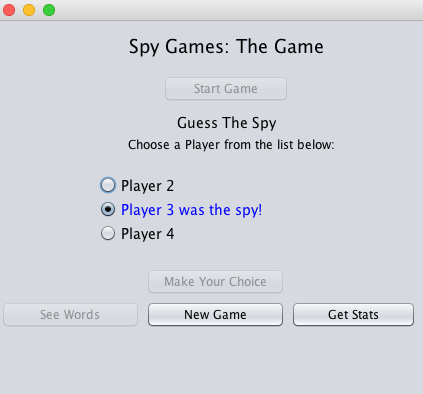 Spy Games: The Game
Start Game
Guess The Spy
Choose a Player from the list below:
Player 2
Player 3 was the spy!
Player 4
Make Your Choice
See Words
New Game
Get Stats